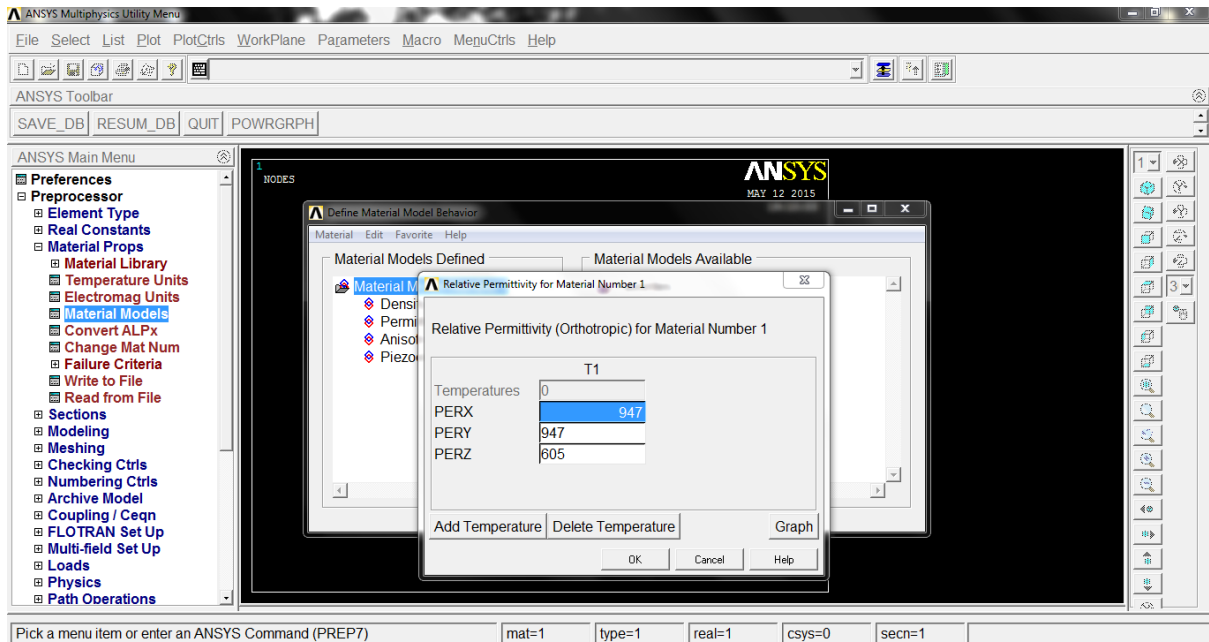 ANSYS Multiphysics Utility Menu
File Select List Plot PlotCtrls WorkPlane Parameters Macro MenuCtrls Help
ANSYS Toolbar
SAVE_DB RESUM_DB QUIT POWRGRPH
ANSYS Main Menu
Preferences
Preprocessor
Element Type
Real Constants
Material Props
Material Library
Temperature Units
Electromag Units
Material Models
Convert ALPx
Change Mat Num
Failure Criteria
Write to File
Read from File
Sections
Modeling
Meshing
Checking Ctrls
Numbering Ctrls
Archive Model
Coupling / Ceqn
FLOTRAN Set Up
Multi-field Set Up
Loads
Physics
Path Operations
1
NODES
ANSYS
MAY 12 2015
Define Material Model Behavior
Material Edit Favorite Help
Material Models Defined
Material Models Available
Material M
Densi
Permi
Anisot
Piezo
Relative Permittivity for Material Number 1
Relative Permittivity (Orthotropic) for Material Number 1
T1
Temperatures 0
PERX 947
PERY 947
PERZ 605
Add Temperature Delete Temperature Graph
OK Cancel Help
1
3
Pick a menu item or enter an ANSYS Command (PREP7) mat=1 type=1 real=1 csys=0 secn=1